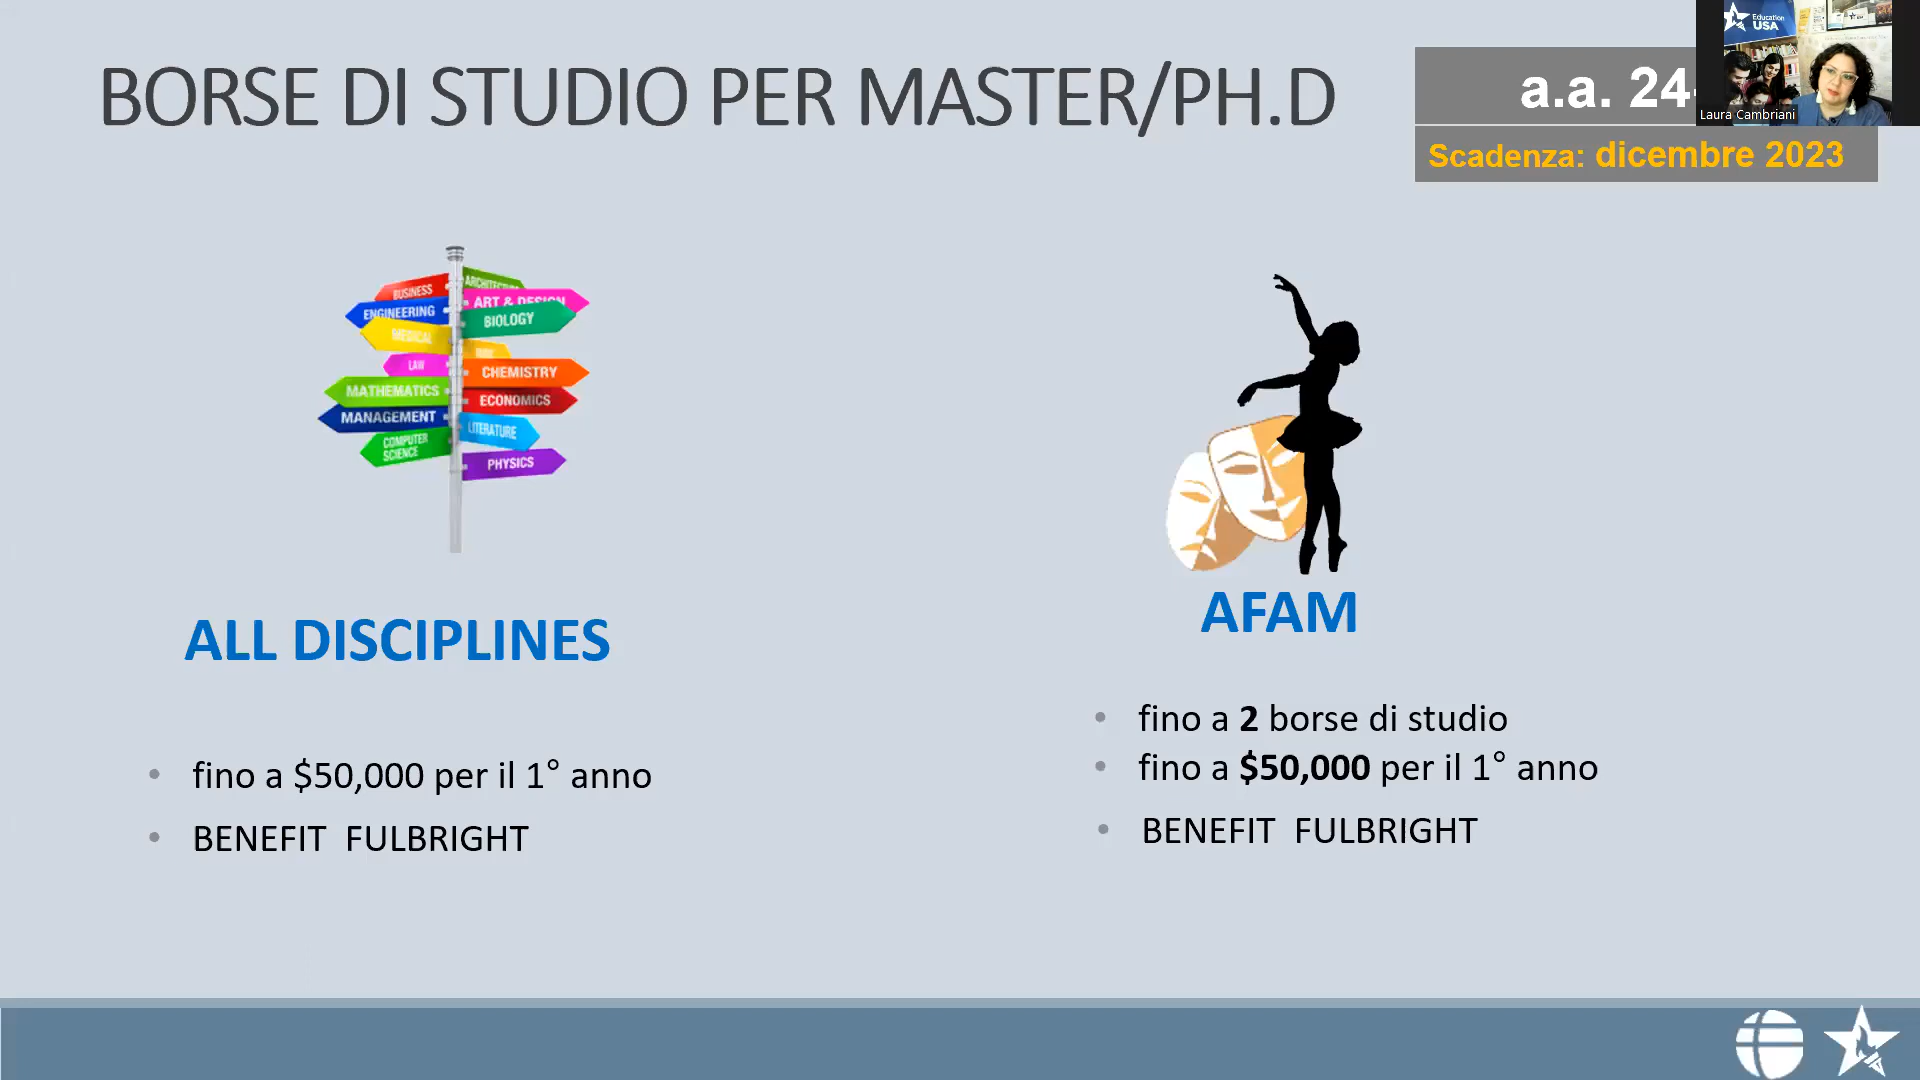 BORSE DI STUDIO PER MASTER/PH.D
a.a. 24-
Scadenza: dicembre 2023
Education
USA
Laura Cambriani
BUSINESS
ENGINEERING
MEDICAL
LAW
MATHEMATICS
MANAGEMENT
COMPUTER
SCIENCE
ARCHITECTURE
ART & DESIGN
BIOLOGY
CHEMISTRY
ECONOMICS
LITERATURE
PHYSICS
ALL DISCIPLINES
• fino a $50,000 per il 1° anno
• BENEFIT FULBRIGHT
AFAM
• fino a 2 borse di studio
• fino a $50,000 per il 1° anno
• BENEFIT FULBRIGHT